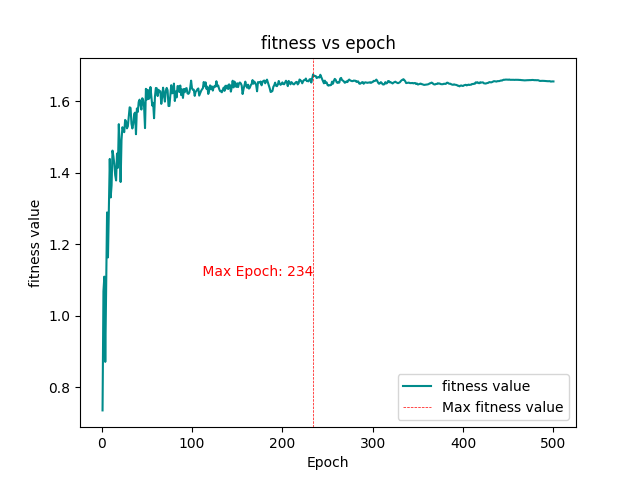 fitness vs epoch
fitness value
1.6
1.4
1.2
1.0
0.8
Max Epoch: 234
fitness value
Max fitness value
0
100
200
300
400
500
Epoch